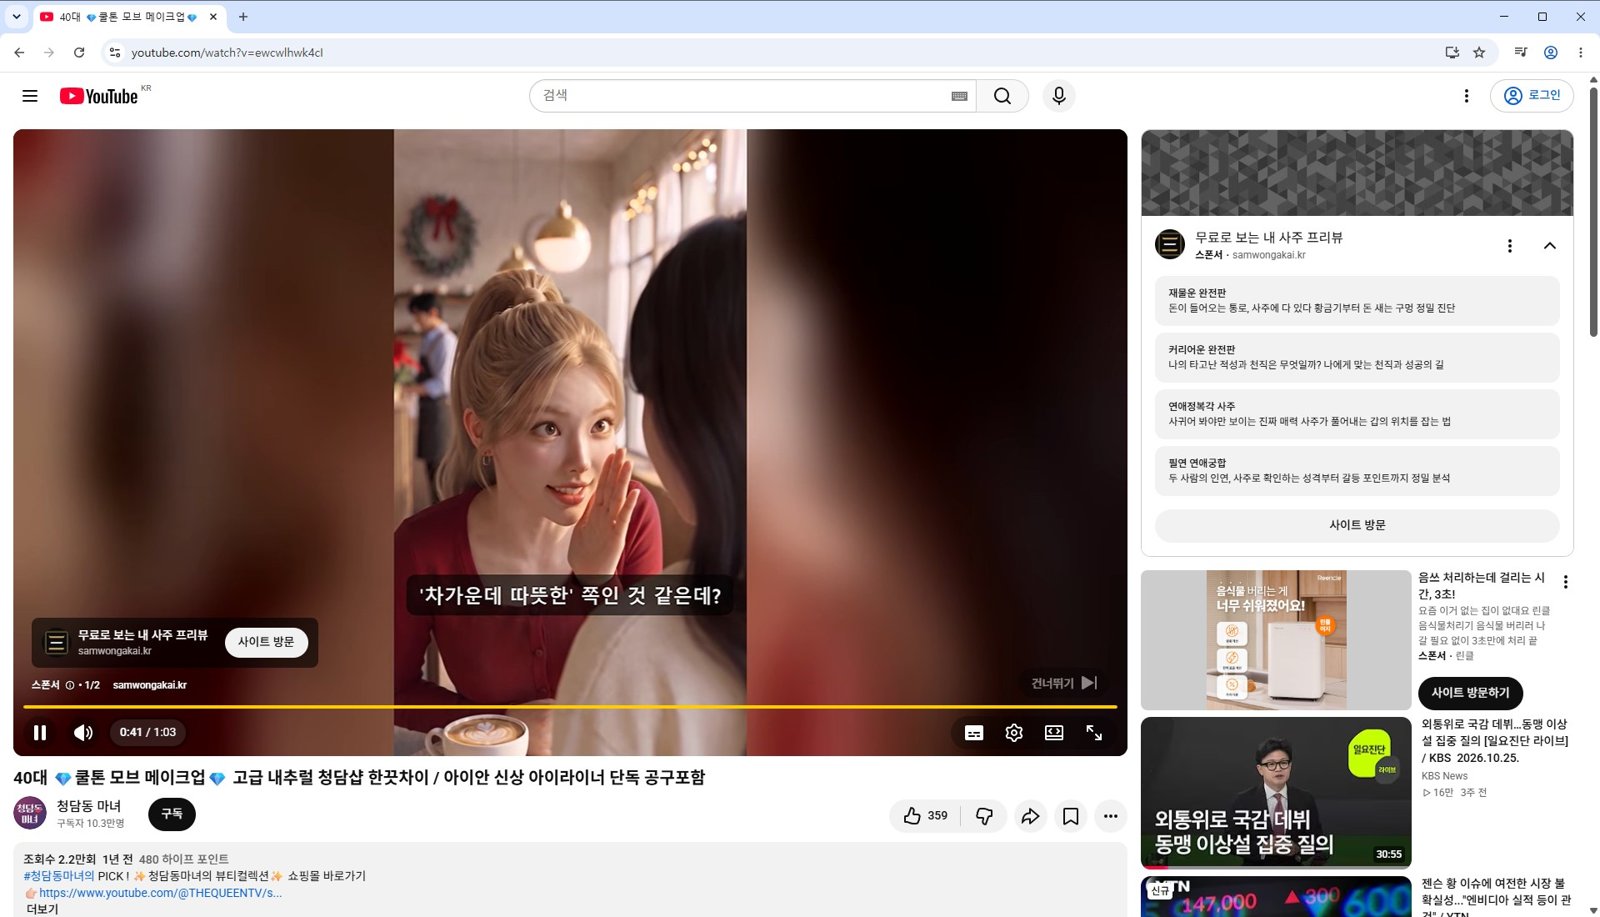 40대 💎쿨톤 모브 메이크업💎
youtube.com/watch?v=ewcwlhwk4cI
YouTube KR
검색
로그인
'차가운데 따뜻한' 쪽인 것 같은데?
무료로 보는 내 사주 프리뷰
samwongakai.kr
사이트 방문
스폰서 • 1/2 samwongakai.kr
건너뛰기
0:41 / 1:03
40대 💎쿨톤 모브 메이크업💎 고급 내추럴 청담샵 한끗차이 / 아이안 신상 아이라이너 단독 공구포함
청담동
마녀
청담동 마녀
구독자 10.3만명
구독
359
조회수 2.2만회 1년 전 480 하이프 포인트
#청담동마녀의 PICK ! ✨청담동마녀의 뷰티컬렉션✨ 쇼핑몰 바로가기
👉🏻https://www.youtube.com/@THEQUEENTV/s...
더보기
무료로 보는 내 사주 프리뷰
스폰서 · samwongakai.kr
재물운 완전판
돈이 들어오는 통로, 사주에 다 있다 황금기부터 돈 새는 구멍 정밀 진단
커리어운 완전판
나의 타고난 적성과 천직은 무엇일까? 나에게 맞는 천직과 성공의 길
연애정복각 사주
사귀어 봐야만 보이는 진짜 매력 사주가 풀어내는 갑의 위치를 잡는 법
필연 연애궁합
두 사람의 인연, 사주로 확인하는 성격부터 갈등 포인트까지 정밀 분석
사이트 방문
Reencle
음식물 버리는 게
너무 쉬워졌어요!
음쓰 처리하는데 걸리는 시
간, 3초!
요즘 이거 없는 집이 없대요 린클
음식물처리기 음식물 버리러 나
갈 필요 없이 3초만에 처리 끝
스폰서 · 린클
사이트 방문하기
일요진단
라이브
외통위로 국감 데뷔
동맹 이상설 집중 질의
30:55
외통위로 국감 데뷔...동맹 이상
설 집중 질의 [일요진단 라이브]
/ KBS 2026.10.25.
KBS News
16만 3주 전
신규
YTN
147,000
300
600
젠슨 황 이슈에 여전한 시장 불
확실성..."엔비디아 실적 등이 관
건" / YTN